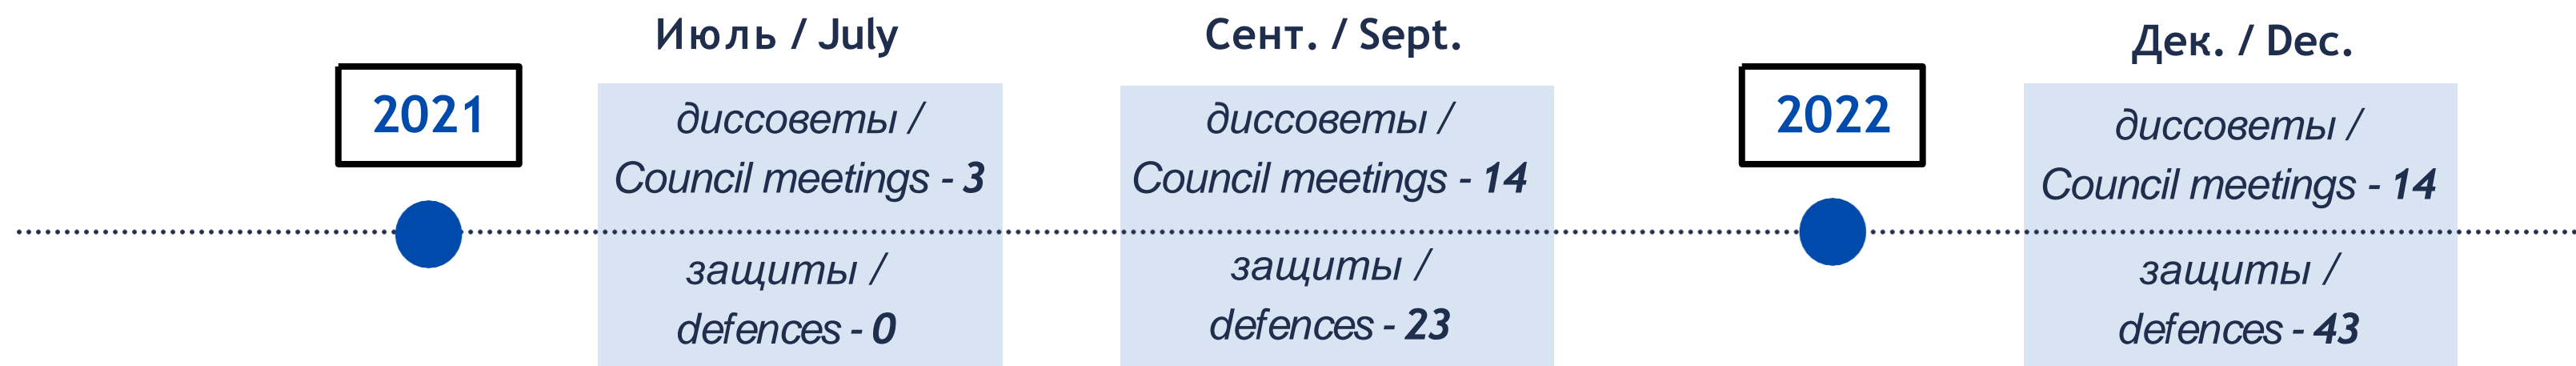 2021
Июль / July
диссоветы /
Council meetings - 3
защиты /
defences - 0
Сент. / Sept.
диссоветы /
Council meetings - 14
защиты /
defences - 23
2022
Дек. / Dec.
диссоветы /
Council meetings - 14
защиты /
defences - 43